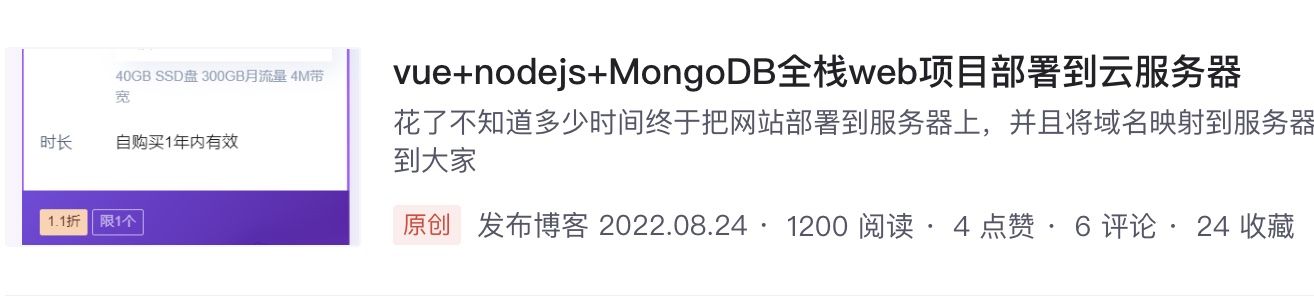 40GB SSD盘 300GB月流量 4M带
宽
时长 自购买1年内有效
1.1折 限1个
vue+nodejs+MongoDB全栈web项目部署到云服务器
花了不知道多少时间终于把网站部署到服务器上，并且将域名映射到服务器
到大家
原创 发布博客 2022.08.24 · 1200 阅读 · 4 点赞 · 6 评论 · 24 收藏